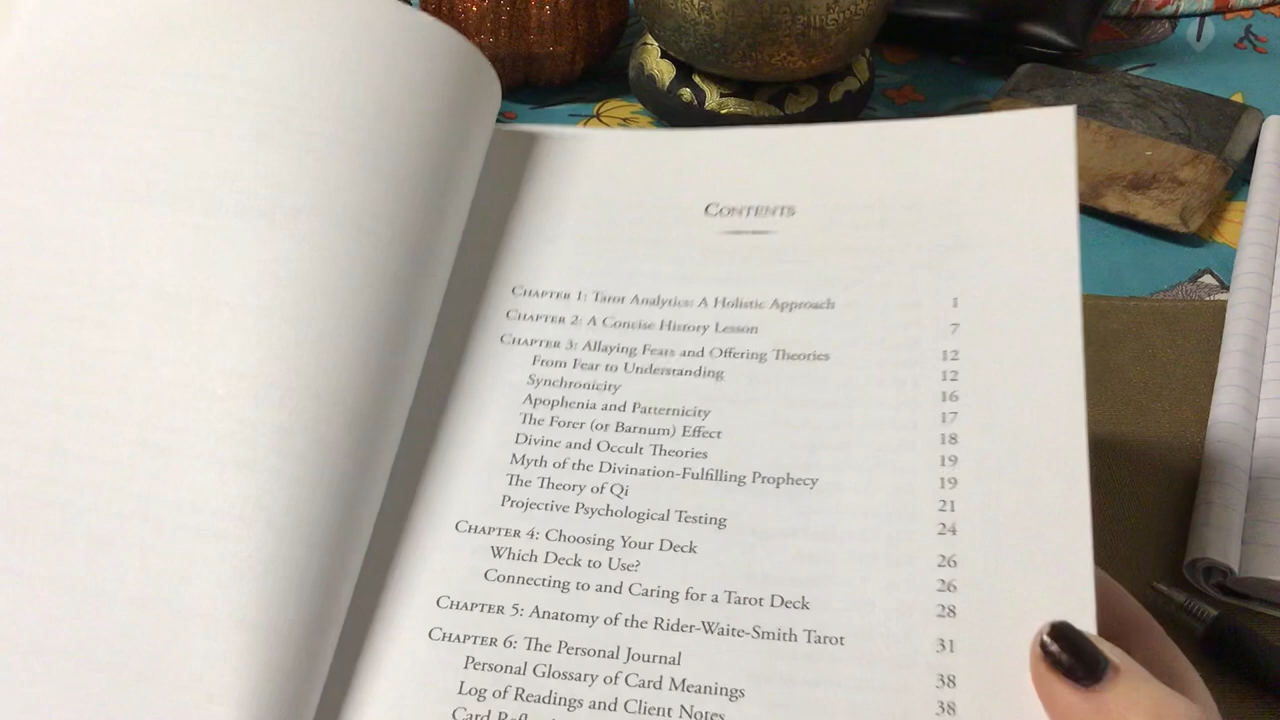 CONTENTS
CHAPTER 1: Tarot Analytics: A Holistic Approach 1
CHAPTER 2: A Concise History Lesson 7
CHAPTER 3: Allaying Fears and Offering Theories 12
From Fear to Understanding 12
Synchronicity 16
Apophenia and Patternicity 17
The Forer (or Barnum) Effect 18
Divine and Occult Theories 19
Myth of the Divination-Fulfilling Prophecy 19
The Theory of Qi 21
Projective Psychological Testing 24
CHAPTER 4: Choosing Your Deck 26
Which Deck to Use? 26
Connecting to and Caring for a Tarot Deck 28
CHAPTER 5: Anatomy of the Rider-Waite-Smith Tarot 31
CHAPTER 6: The Personal Journal 38
Personal Glossary of Card Meanings 38
Log of Readings and Client Notes
Card